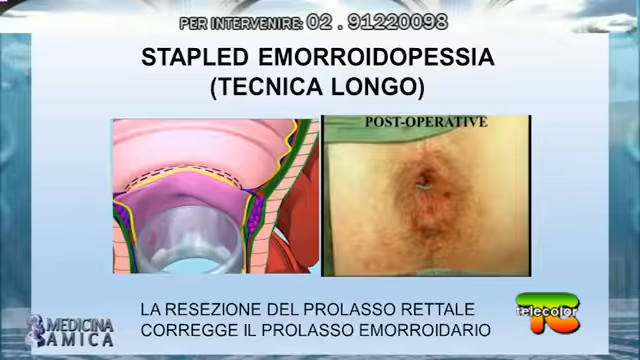 PER INTERVENIRE: 02 . 91220098
STAPLED EMORROIDOPESSIA
(TECNICA LONGO)
POST-OPERATIVE
LA RESEZIONE DEL PROLASSO RETTALE
CORREGGE IL PROLASSO EMORROIDARIO
MEDICINA
AMICA
telecolor